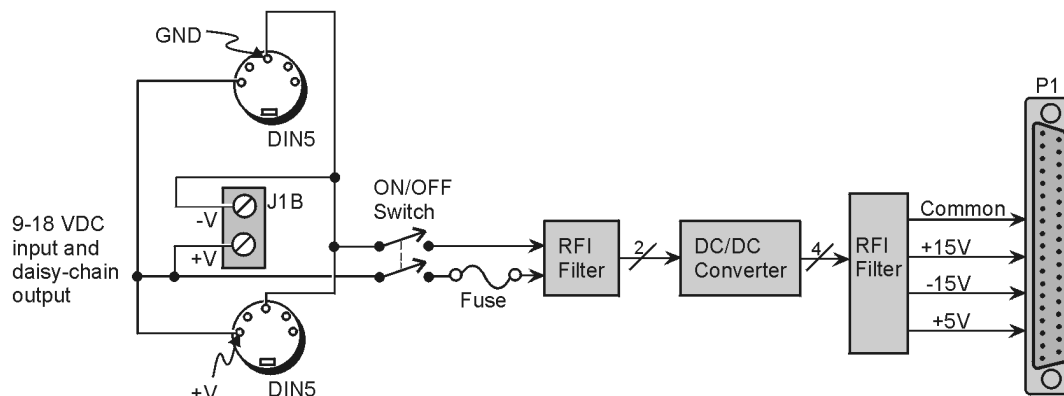 GND
DIN5
P1
J1B
-V
+V
9-18 VDC
input and
daisy-chain
output
ON/OFF
Switch
Fuse
RFI
Filter
2
DC/DC
Converter
4
RFI
Filter
Common
+15V
-15V
+5V
+V
DIN5